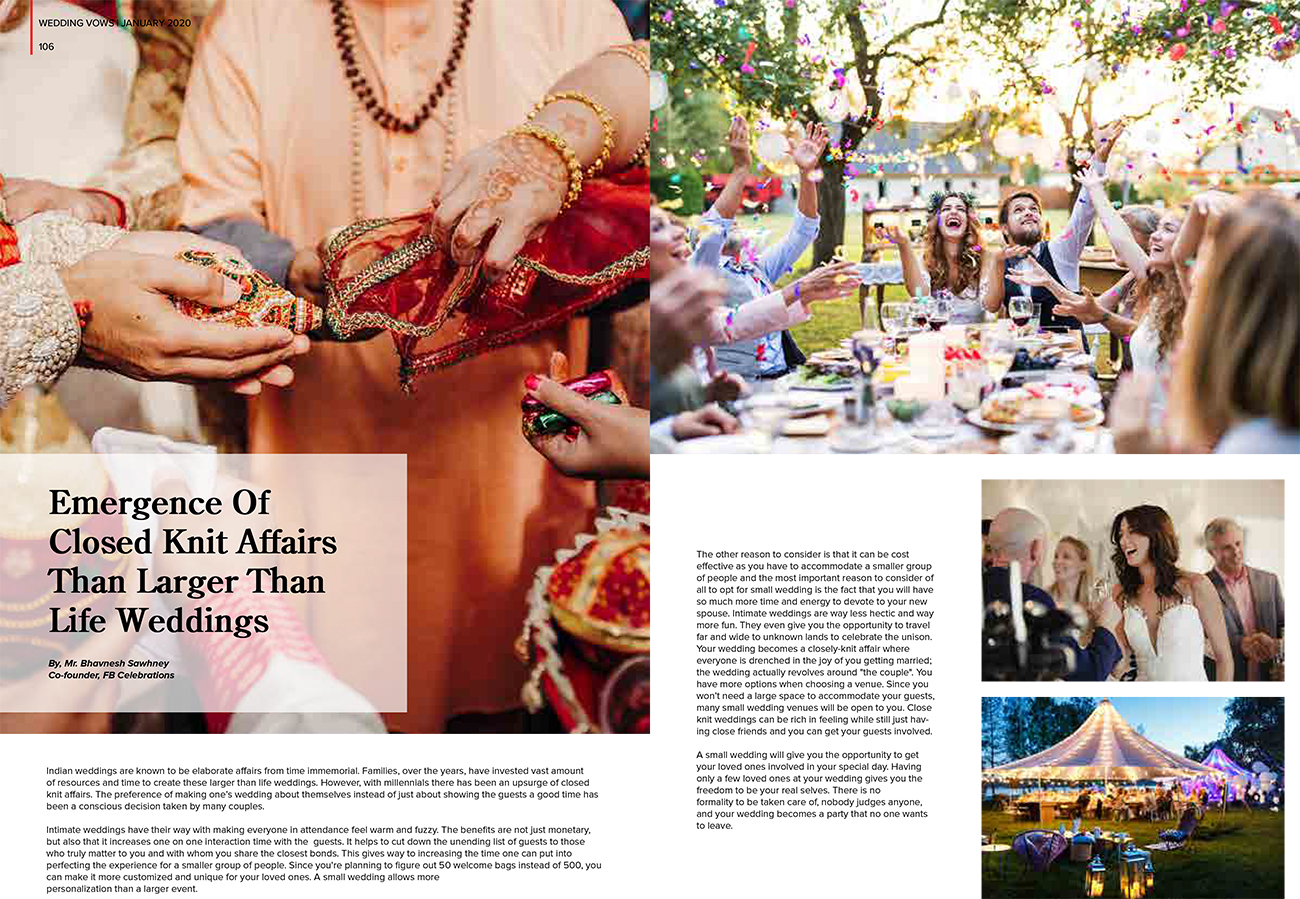 WEDDING VOWS | JANUARY 2020
106
Emergence Of
Closed Knit Affairs
Than Larger Than
Life Weddings
By, Mr. Bhavnesh Sawhney
Co-founder, FB Celebrations
Indian weddings are known to be elaborate affairs from time immemorial. Families, over the years, have invested vast amount
of resources and time to create these larger than life weddings. However, with millennials there has been an upsurge of closed
knit affairs. The preference of making one's wedding about themselves instead of just about showing the guests a good time has
been a conscious decision taken by many couples.
Intimate weddings have their way with making everyone in attendance feel warm and fuzzy. The benefits are not just monetary,
but also that it increases one on one interaction time with the guests. It helps to cut down the unending list of guests to those
who truly matter to you and with whom you share the closest bonds. This gives way to increasing the time one can put into
perfecting the experience for a smaller group of people. Since you're planning to figure out 50 welcome bags instead of 500, you
can make it more customized and unique for your loved ones. A small wedding allows more
personalization than a larger event.
The other reason to consider is that it can be cost
effective as you have to accommodate a smaller group
of people and the most important reason to consider of
all to opt for small wedding is the fact that you will have
so much more time and energy to devote to your new
spouse. Intimate weddings are way less hectic and way
more fun. They even give you the opportunity to travel
far and wide to unknown lands to celebrate the unison.
Your wedding becomes a closely-knit affair where
everyone is drenched in the joy of you getting married;
the wedding actually revolves around "the couple". You
have more options when choosing a venue. Since you
won't need a large space to accommodate your guests,
many small wedding venues will be open to you. Close
knit weddings can be rich in feeling while still just hav-
ing close friends and you can get your guests involved.
A small wedding will give you the opportunity to get
your loved ones involved in your special day. Having
only a few loved ones at your wedding gives you the
freedom to be your real selves. There is no
formality to be taken care of, nobody judges anyone,
and your wedding becomes a party that no one wants
to leave.